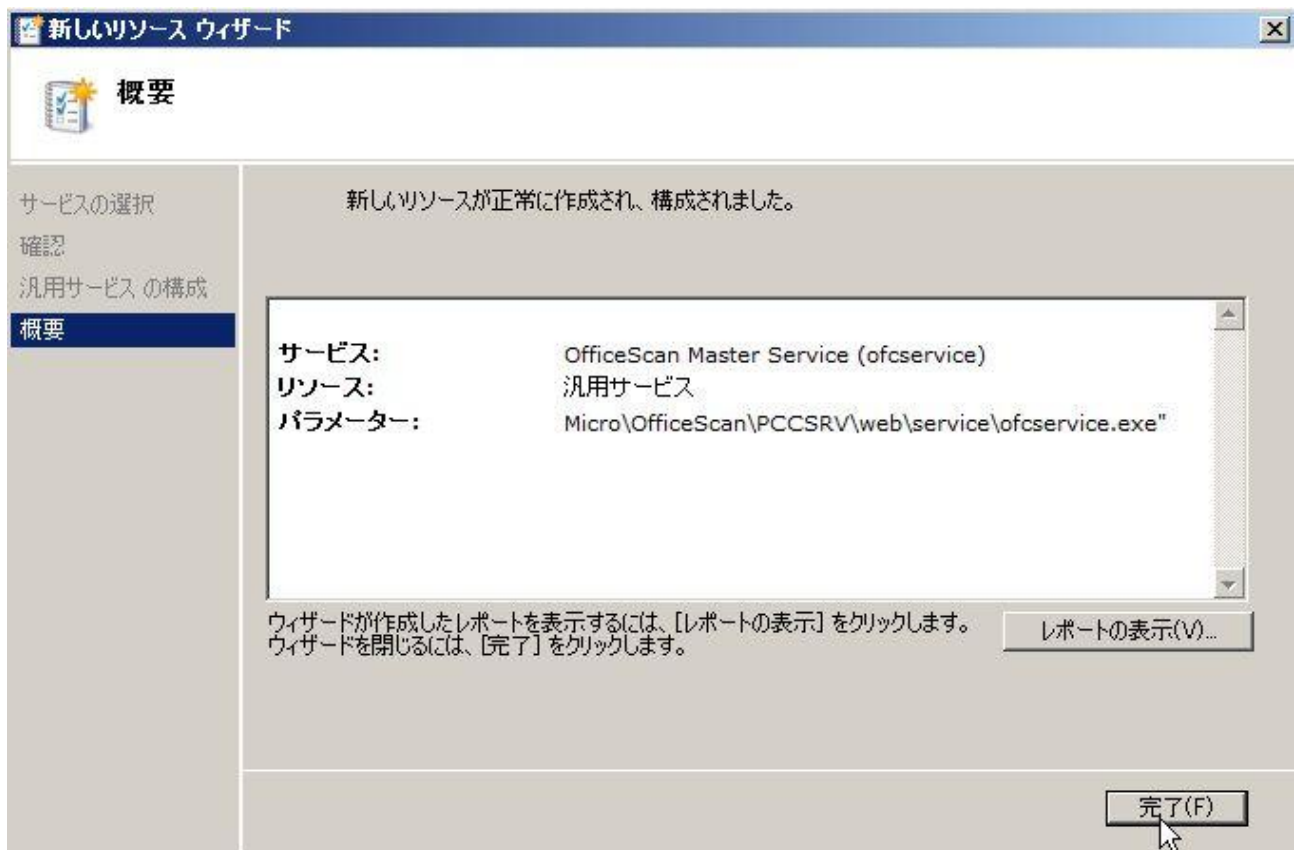 新しいリソース ウィザード
概要
サービスの選択
確認
汎用サービス の構成
概要
新しいリソースが正常に作成され、構成されました。
サービス: OfficeScan Master Service (ofcservice)
リソース: 汎用サービス
パラメーター: Micro\OfficeScan\PCCSRV\web\service\ofcservice.exe"
ウィザードが作成したレポートを表示するには、[レポートの表示] をクリックします。
ウィザードを閉じるには、[完了] をクリックします。
レポートの表示(V)...
完了(F)